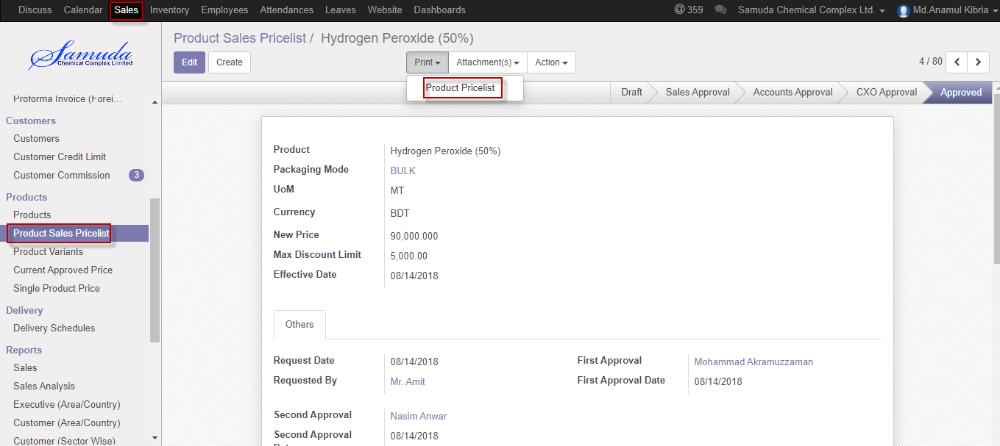 Discuss Calendar Sales Inventory Employees Attendances Leaves Website Dashboards @ 359 Samuda Chemical Complex Ltd. Md.Anamul Kibria
Samuda
Chemical Complex Limited
Proforma Invoice (Forei...
Customers
Customers
Customer Credit Limit
Customer Commission 3
Products
Products
Product Sales Pricelist
Product Variants
Current Approved Price
Single Product Price
Delivery
Delivery Schedules
Reports
Sales
Sales Analysis
Executive (Area/Country)
Customer (Area/Country)
Customer (Sector Wise)
Product Sales Pricelist / Hydrogen Peroxide (50%)
Edit Create Print Attachment(s) Action 4 / 80
Product Pricelist
Draft Sales Approval Accounts Approval CXO Approval Approved
Product Hydrogen Peroxide (50%)
Packaging Mode BULK
UoM MT
Currency BDT
New Price 90,000.000
Max Discount Limit 5,000.00
Effective Date 08/14/2018
Others
Request Date 08/14/2018 First Approval Mohammad Akramuzzaman
Requested By Mr. Amit First Approval Date 08/14/2018
Second Approval Nasim Anwar
Second Approval 08/14/2018